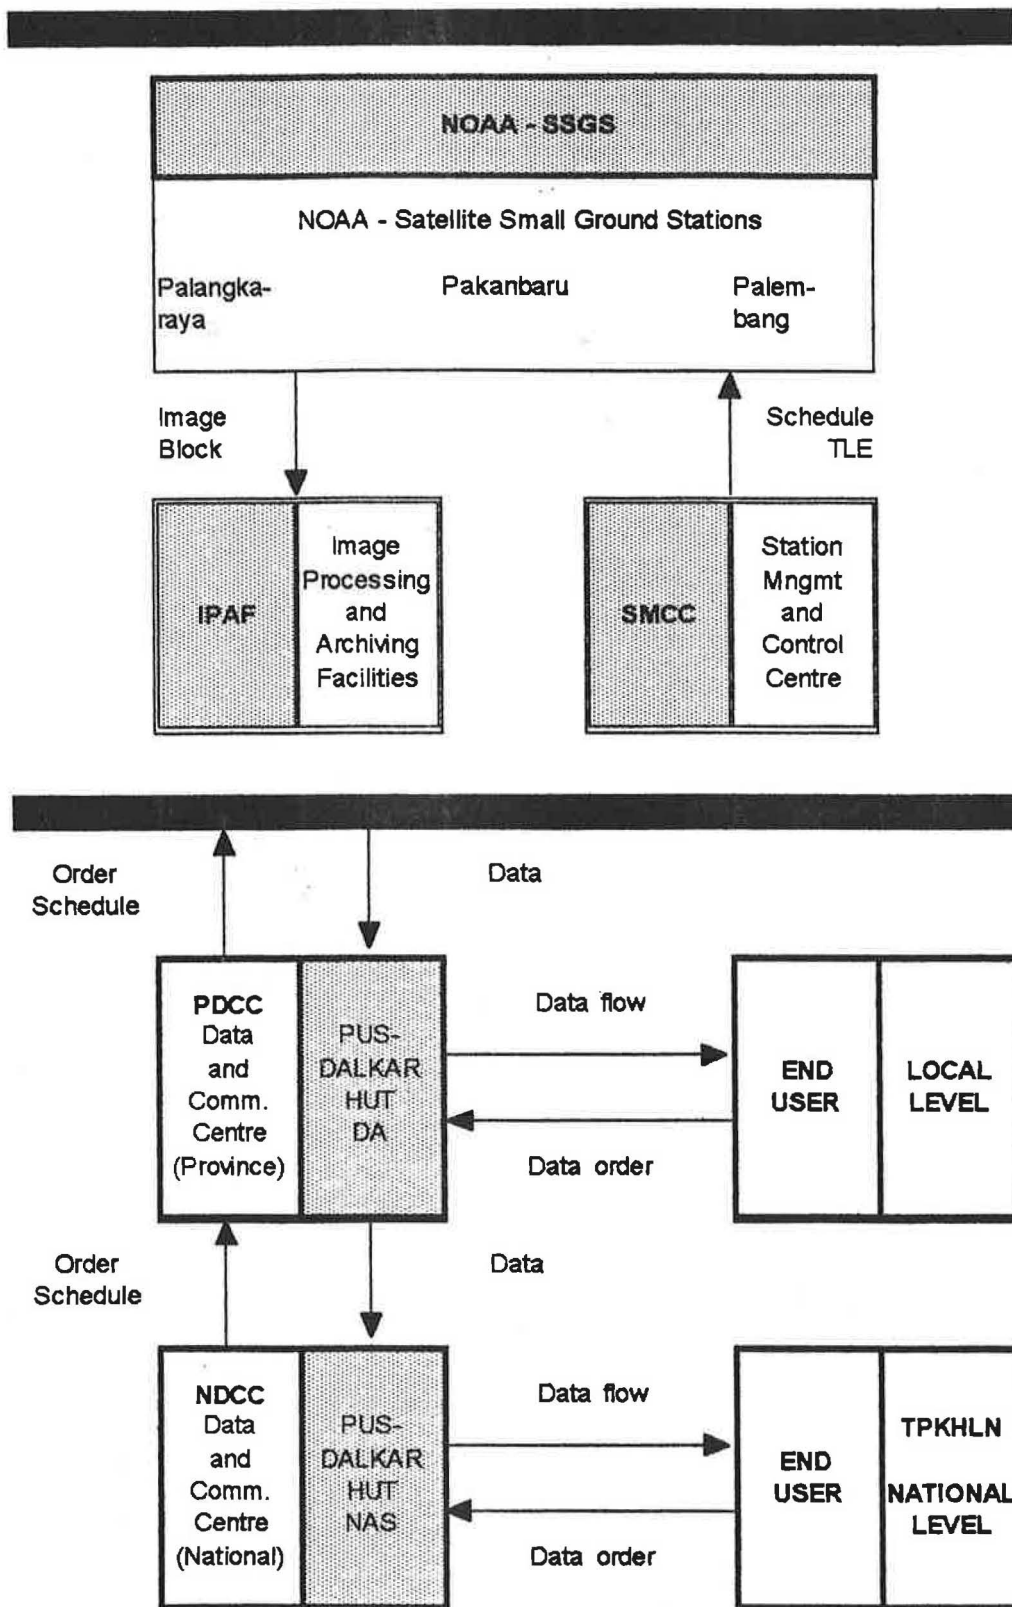 NOAA - SSGS
NOAA - Satellite Small Ground Stations
Palangka-
raya
Pakanbaru
Palem-
bang
Image
Block
Schedule
TLE
IPAF
Image
Processing
and
Archiving
Facilities
SMCC
Station
Mngmt
and
Control
Centre
Order
Schedule
Data
PDCC
Data
and
Comm.
Centre
(Province)
PUS-
DALKAR
HUT
DA
Data flow
Data order
END
USER
LOCAL
LEVEL
Order
Schedule
Data
NDCC
Data
and
Comm.
Centre
(National)
PUS-
DALKAR
HUT
NAS
Data flow
Data order
END
USER
TPKHLN
NATIONAL
LEVEL